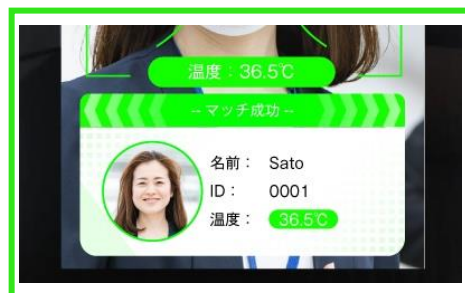 温度：36.5℃
-- マッチ成功 --
名前： Sato
ID： 0001
温度： 36.5℃